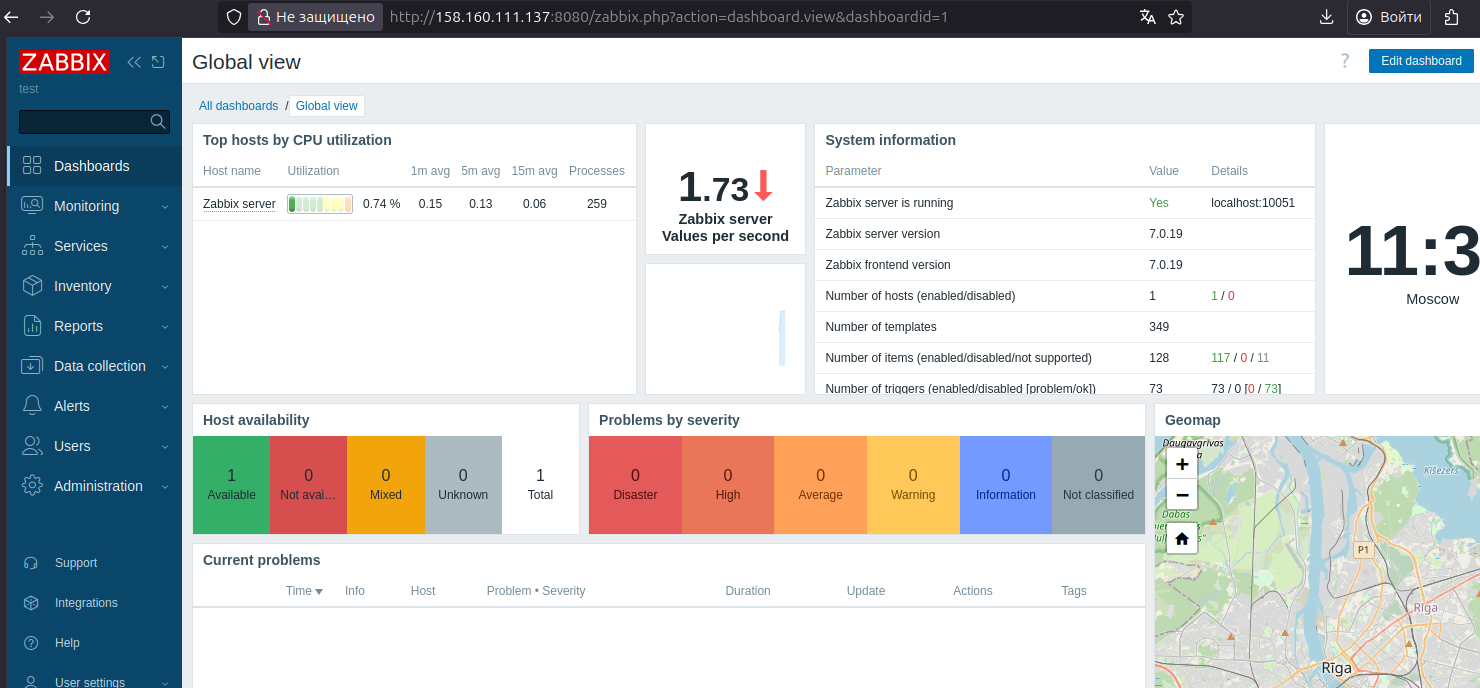 Не защищено
http://158.160.111.137:8080/zabbix.php?action=dashboard.view&dashboardid=1
Войти
ZABBIX
test
Dashboards
Monitoring
Services
Inventory
Reports
Data collection
Alerts
Users
Administration
Support
Integrations
Help
User settings
Global view
? Edit dashboard
All dashboards / Global view
Top hosts by CPU utilization
Host name Utilization 1m avg 5m avg 15m avg Processes
Zabbix server 0.74 % 0.15 0.13 0.06 259
1.73
Zabbix server
Values per second
System information
Parameter Value Details
Zabbix server is running Yes localhost:10051
Zabbix server version 7.0.19
Zabbix frontend version 7.0.19
Number of hosts (enabled/disabled) 1 1 / 0
Number of templates 349
Number of items (enabled/disabled/not supported) 128 117 / 0 / 11
Number of triggers (enabled/disabled [problem/ok]) 73 73 / 0 [0 / 73]
11:3
Moscow
Host availability
1 0 0 0 1
Available Not avai... Mixed Unknown Total
Problems by severity
0 0 0 0 0 0
Disaster High Average Warning Information Not classified
Geomap
Daugavgrīvas
+
−
Ķīšezers
Dabas
P1
Rīga
Rīga
Current problems
Time Info Host Problem • Severity Duration Update Actions Tags